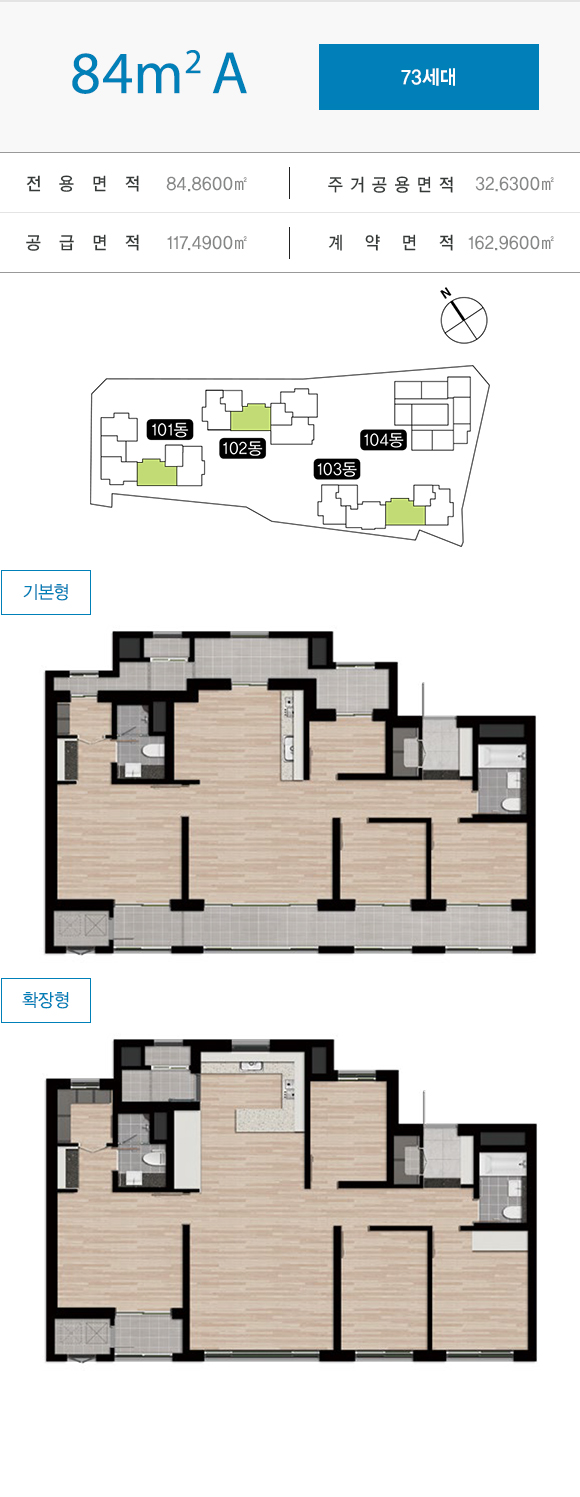 84m² A
73세대
전용면적 84.8600㎡ 주거공용면적 32.6300㎡
공급면적 117.4900㎡ 계약면적 162.9600㎡
N
101동
102동
104동
103동
기본형
확장형